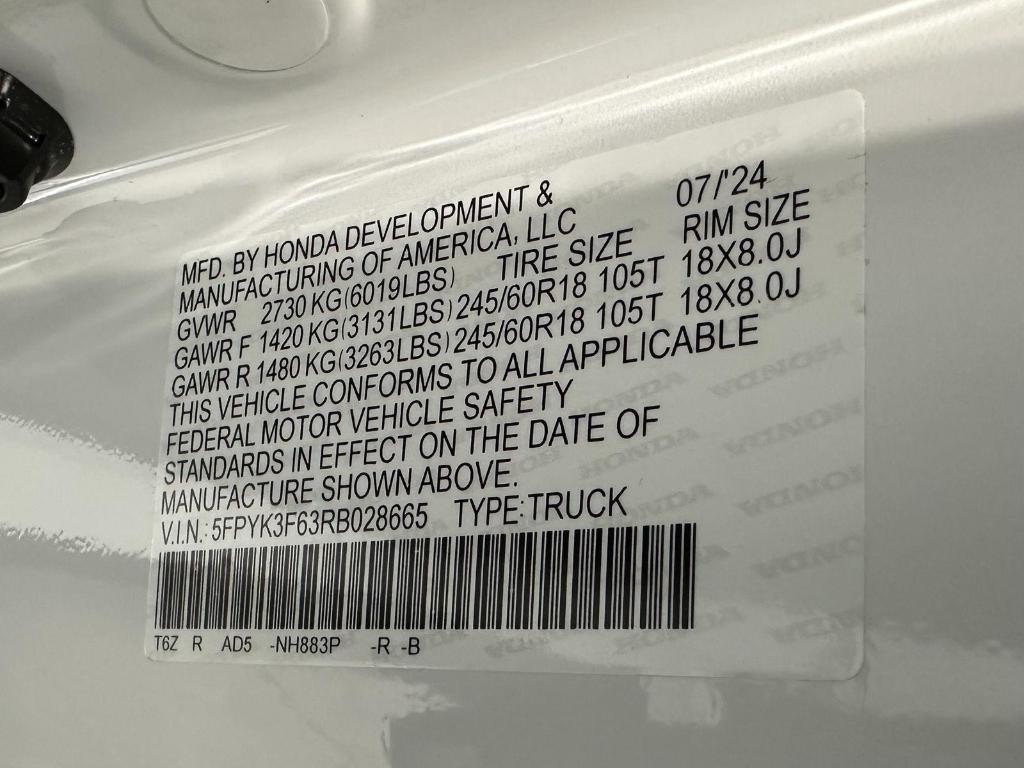 MFD. BY HONDA DEVELOPMENT & 07/'24
MANUFACTURING OF AMERICA, LLC
GVWR 2730 KG(6019LBS) TIRE SIZE RIM SIZE
GAWR F 1420 KG(3131LBS) 245/60R18 105T 18X8.0J
GAWR R 1480 KG(3263LBS) 245/60R18 105T 18X8.0J
THIS VEHICLE CONFORMS TO ALL APPLICABLE
FEDERAL MOTOR VEHICLE SAFETY
STANDARDS IN EFFECT ON THE DATE OF
MANUFACTURE SHOWN ABOVE.
V.I.N.: 5FPYK3F63RB028665 TYPE: TRUCK
T6Z R AD5 -NH883P -R -B